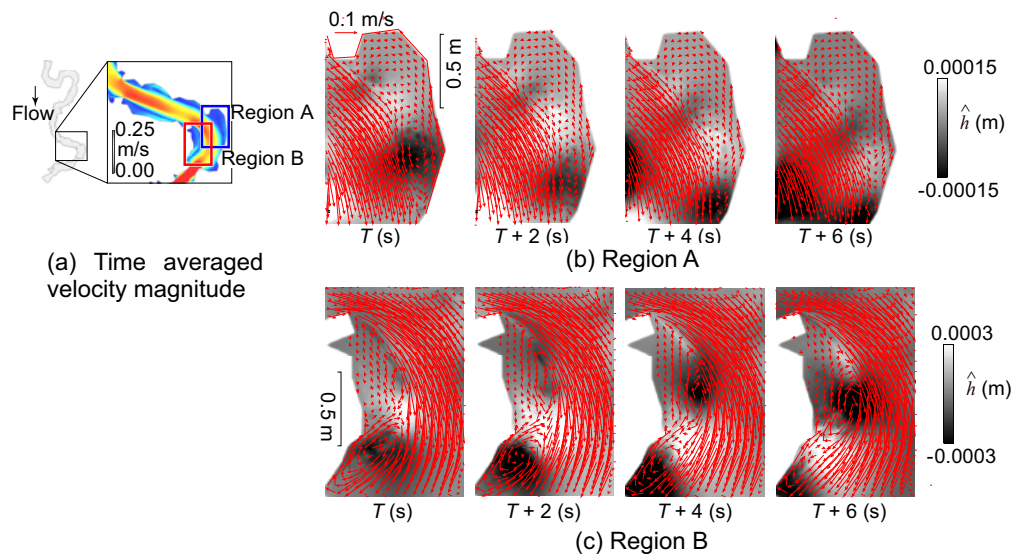 Flow
0.25
m/s
0.00
Region A
Region B
(a) Time averaged
velocity magnitude
0.1 m/s
0.5 m
T (s)
T + 2 (s)
T + 4 (s)
T + 6 (s)
(b) Region A
0.00015
ĥ (m)
-0.00015
0.5 m
T (s)
T + 2 (s)
T + 4 (s)
T + 6 (s)
(c) Region B
0.0003
ĥ (m)
-0.0003